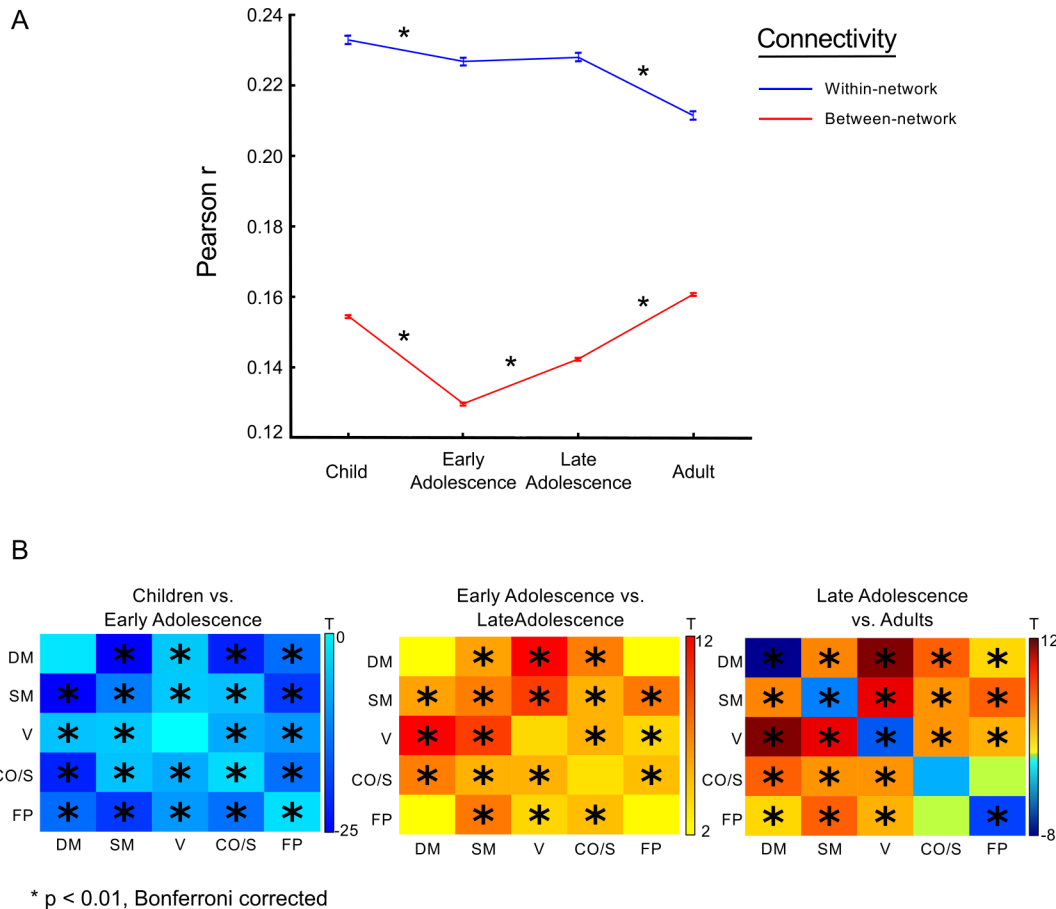 A
0.24
0.22
0.20
0.18
0.16
0.14
0.12
Pearson r
Child
Early
Adolescence
Late
Adolescence
Adult
*
*
*
*
*
Connectivity
Within-network
Between-network
B
Children vs.
Early Adolescence
T
0
-25
DM
* * * *
SM
* * * * *
V
* * * *
CO/S
* * * * *
FP
* * * * *
DM SM V CO/S FP
Early Adolescence vs.
LateAdolescence
T
12
2
DM
* * *
SM
* * * * *
V
* * * *
CO/S
* * * *
FP
* * *
DM SM V CO/S FP
Late Adolescence
vs. Adults
T
12
-8
DM
* * * * *
SM
* * * * *
V
* * * * *
CO/S
* * *
FP
* * * *
DM SM V CO/S FP
* p < 0.01, Bonferroni corrected